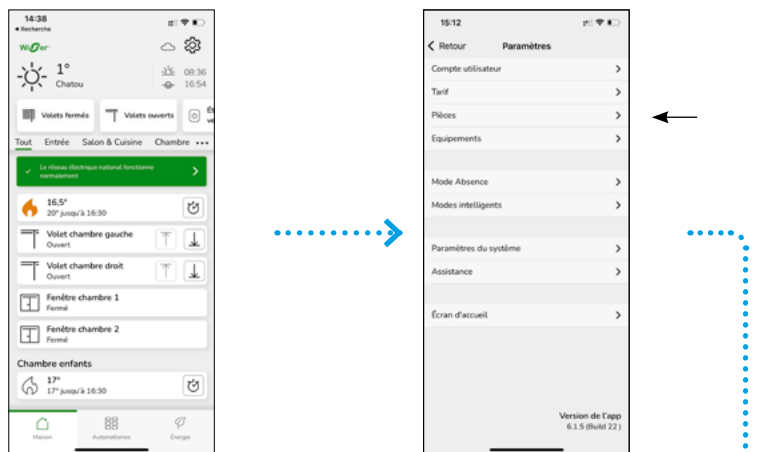 14:38
Recherche
Wiser
1°
Chatou
08:36
16:54
Volets fermés
Volets ouverts
Tout Entrée Salon & Cuisine Chambre •••
Le réseau électrique national fonctionne
normalement
16,5°
20° jusqu'à 16:30
Volet chambre gauche
Ouvert
Volet chambre droit
Ouvert
Fenêtre chambre 1
Fermé
Fenêtre chambre 2
Fermé
Chambre enfants
17°
17° jusqu'à 16:30
Maison Automatismes Énergie
15:12
Retour Paramètres
Compte utilisateur
Tarif
Pièces
Equipements
Mode Absence
Modes intelligents
Paramètres du système
Assistance
Écran d'accueil
Version de l'app
6.1.5 (Build 22 )